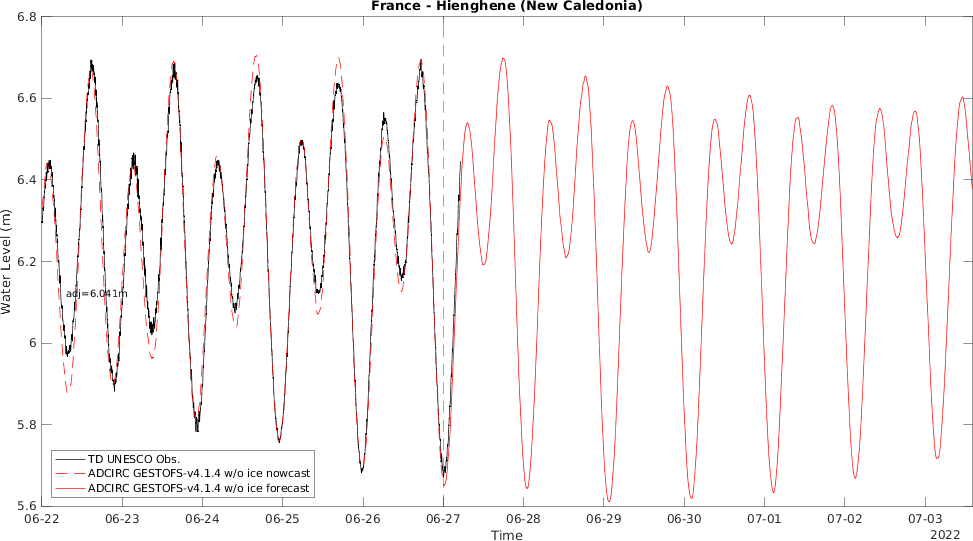 France - Hienghene (New Caledonia)
6.8
6.6
6.4
6.2
6
5.8
5.6
Water Level (m)
adj=6.041m
TD UNESCO Obs.
ADCIRC GESTOFS-v4.1.4 w/o ice nowcast
ADCIRC GESTOFS-v4.1.4 w/o ice forecast
06-22 06-23 06-24 06-25 06-26 06-27 06-28 06-29 06-30 07-01 07-02 07-03
2022
Time